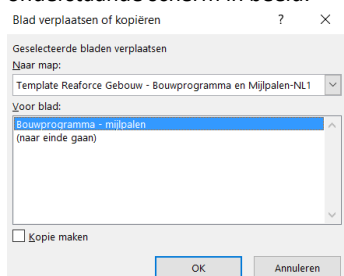 Blad verplaatsen of kopiëren ? ×
Geselecteerde bladen verplaatsen
Naar map:
Template Reaforce Gebouw - Bouwprogramma en Mijlpalen-NL1
Voor blad:
Bouwprogramma - mijlpalen
(naar einde gaan)
Kopie maken
OK Annuleren